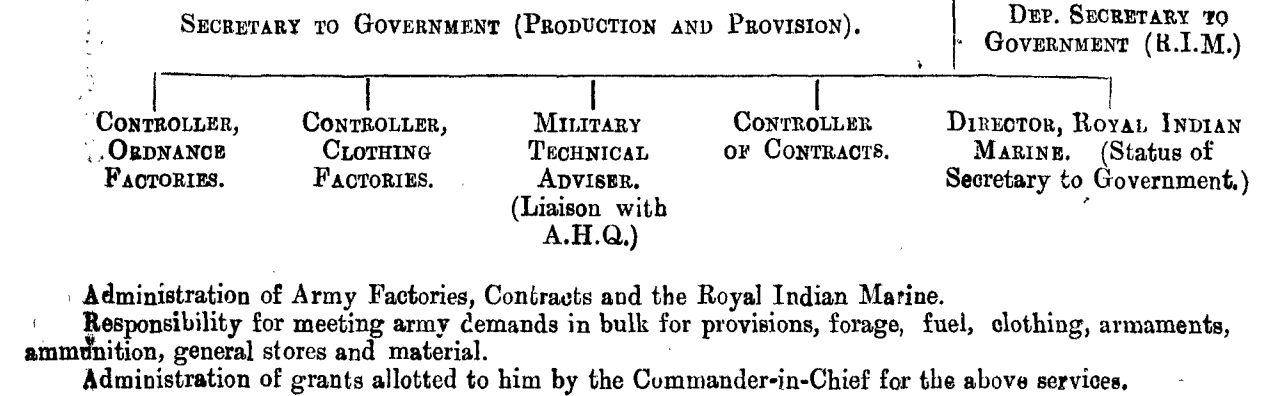 SECRETARY TO GOVERNMENT (PRODUCTION AND PROVISION).
DEP. SECRETARY TO
GOVERNMENT (R.I.M.)
CONTROLLER,
ORDNANCE
FACTORIES.
CONTROLLER,
CLOTHING
FACTORIES.
MILITARY
TECHNICAL
ADVISER.
(Liaison with
A.H.Q.)
CONTROLLER
OF CONTRACTS.
DIRECTOR, ROYAL INDIAN
MARINE. (Status of
Secretary to Government.)
Administration of Army Factories, Contracts and the Royal Indian Marine.
Responsibility for meeting army demands in bulk for provisions, forage, fuel, clothing, armaments,
ammunition, general stores and material.
Administration of grants allotted to him by the Commander-in-Chief for the above services.